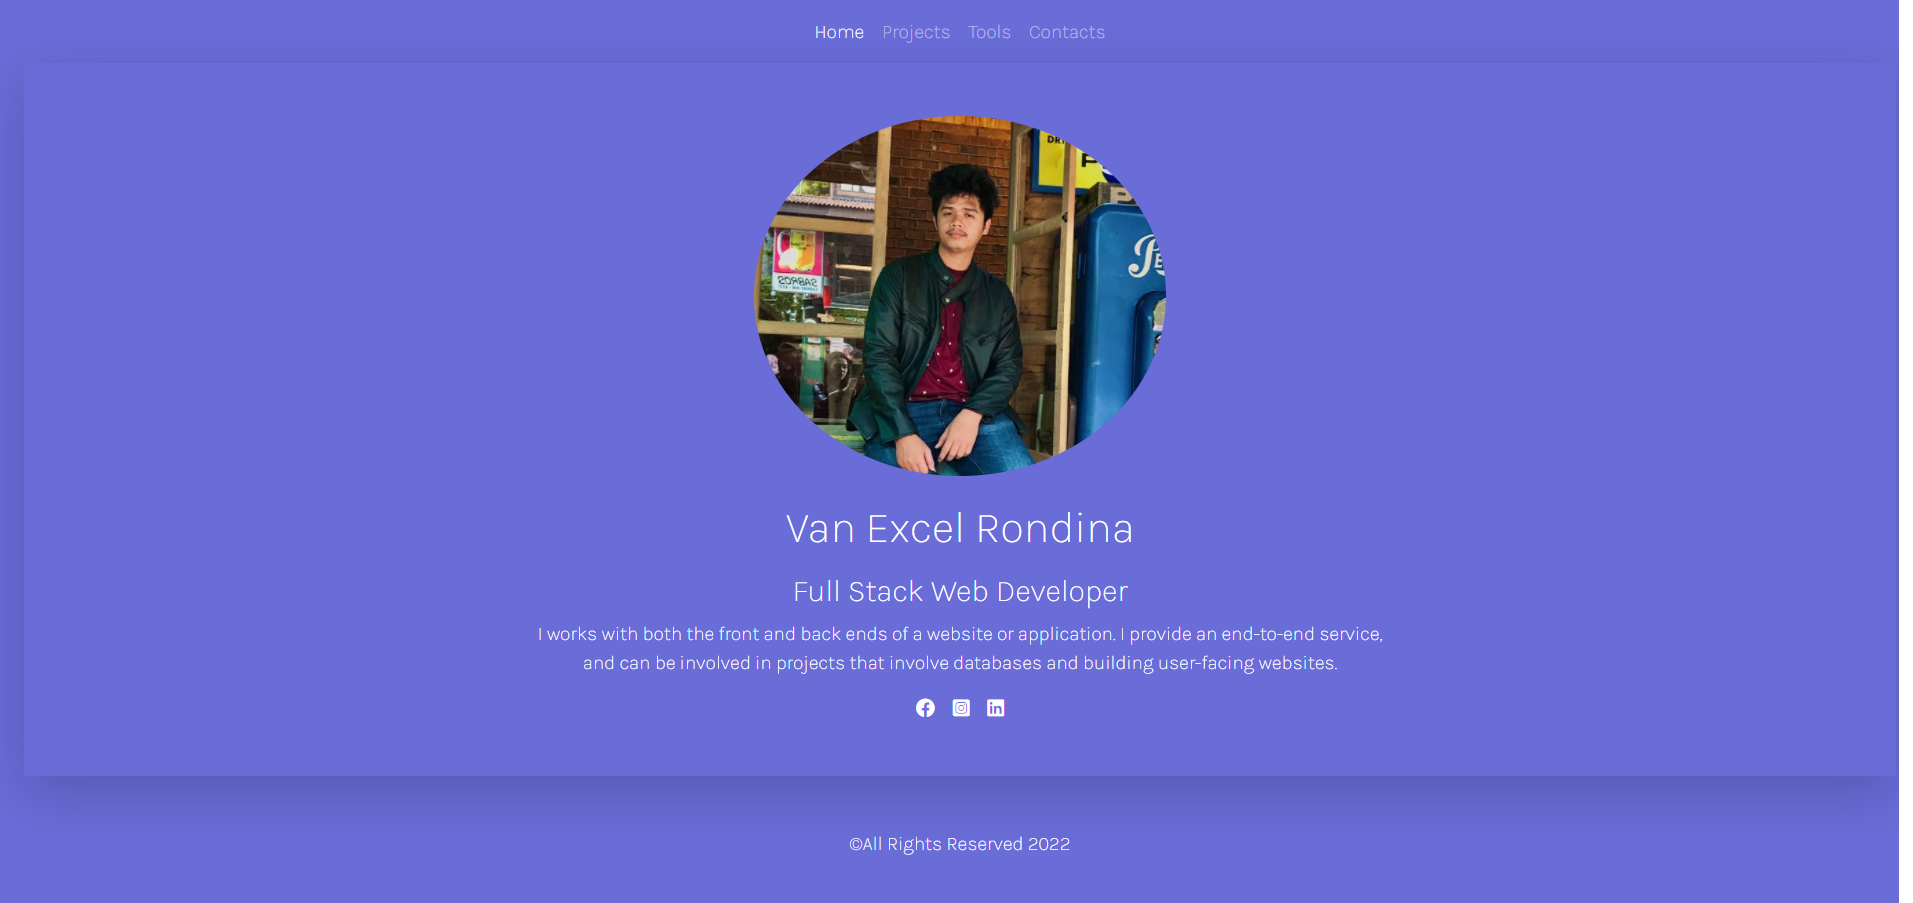 Home Projects Tools Contacts
Van Excel Rondina
Full Stack Web Developer
I works with both the front and back ends of a website or application. I provide an end-to-end service,
and can be involved in projects that involve databases and building user-facing websites.
©All Rights Reserved 2022